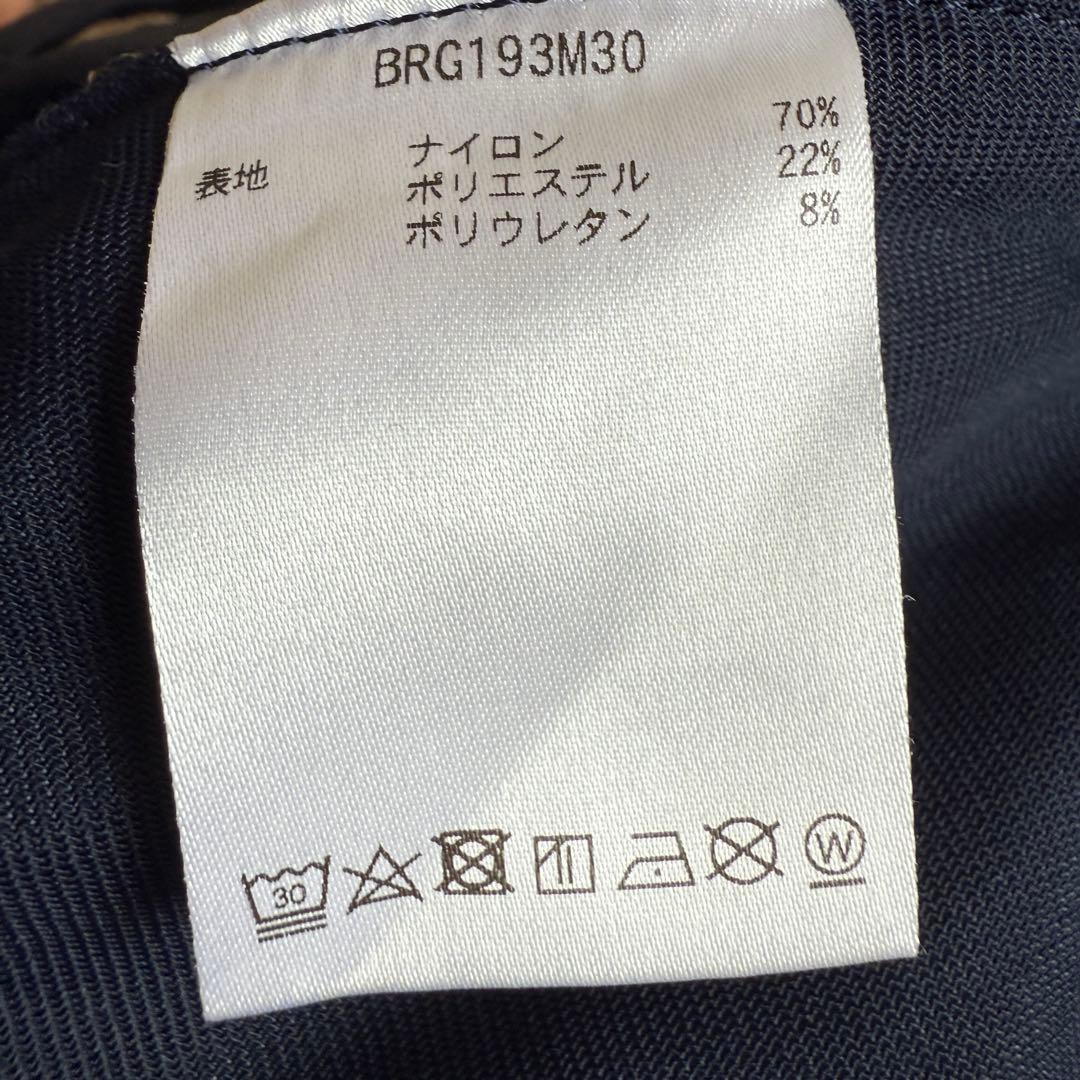 BRG193M30
表地 ナイロン 70%
ポリエステル 22%
ポリウレタン 8%
30
W